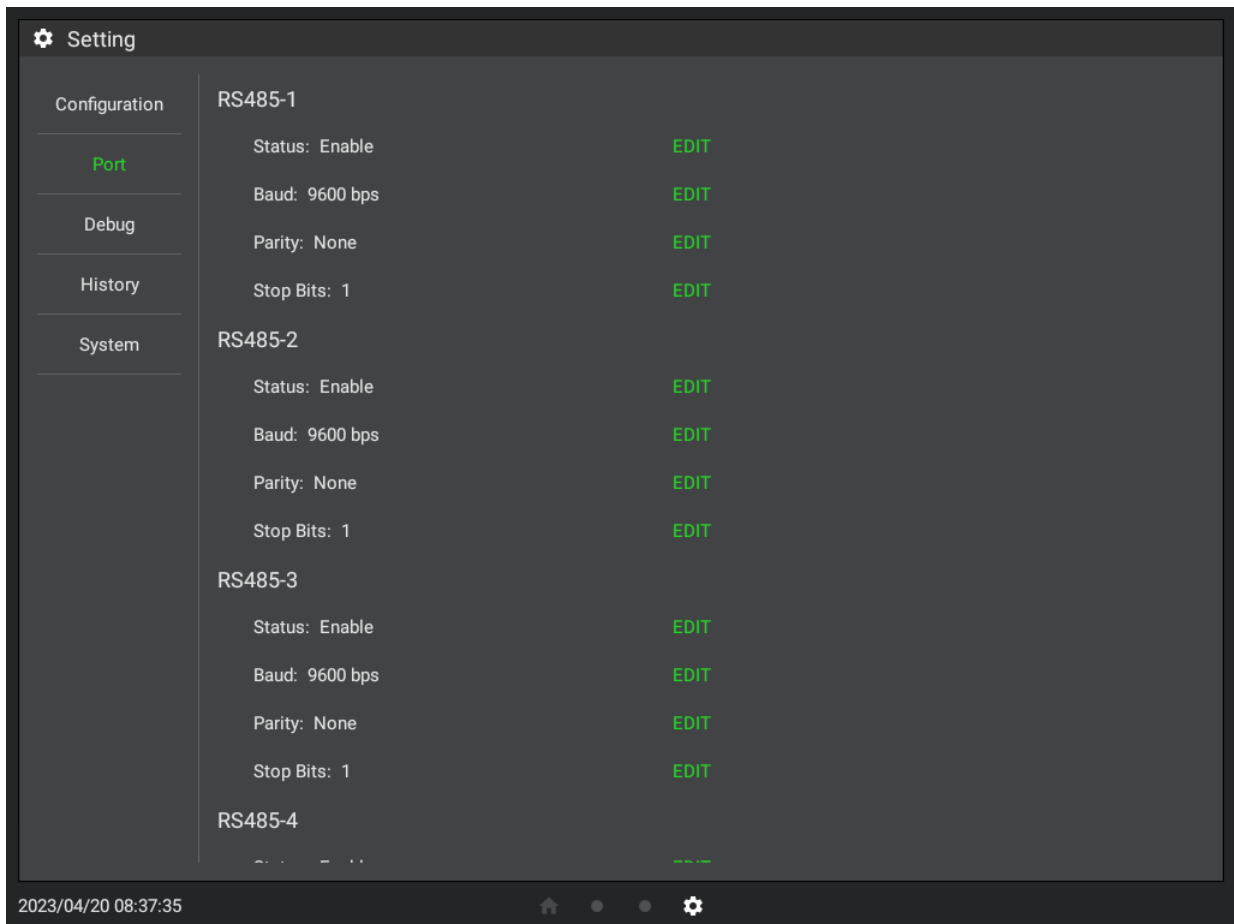 Setting
Configuration
Port
Debug
History
System
RS485-1
Status: Enable EDIT
Baud: 9600 bps EDIT
Parity: None EDIT
Stop Bits: 1 EDIT
RS485-2
Status: Enable EDIT
Baud: 9600 bps EDIT
Parity: None EDIT
Stop Bits: 1 EDIT
RS485-3
Status: Enable EDIT
Baud: 9600 bps EDIT
Parity: None EDIT
Stop Bits: 1 EDIT
RS485-4
2023/04/20 08:37:35